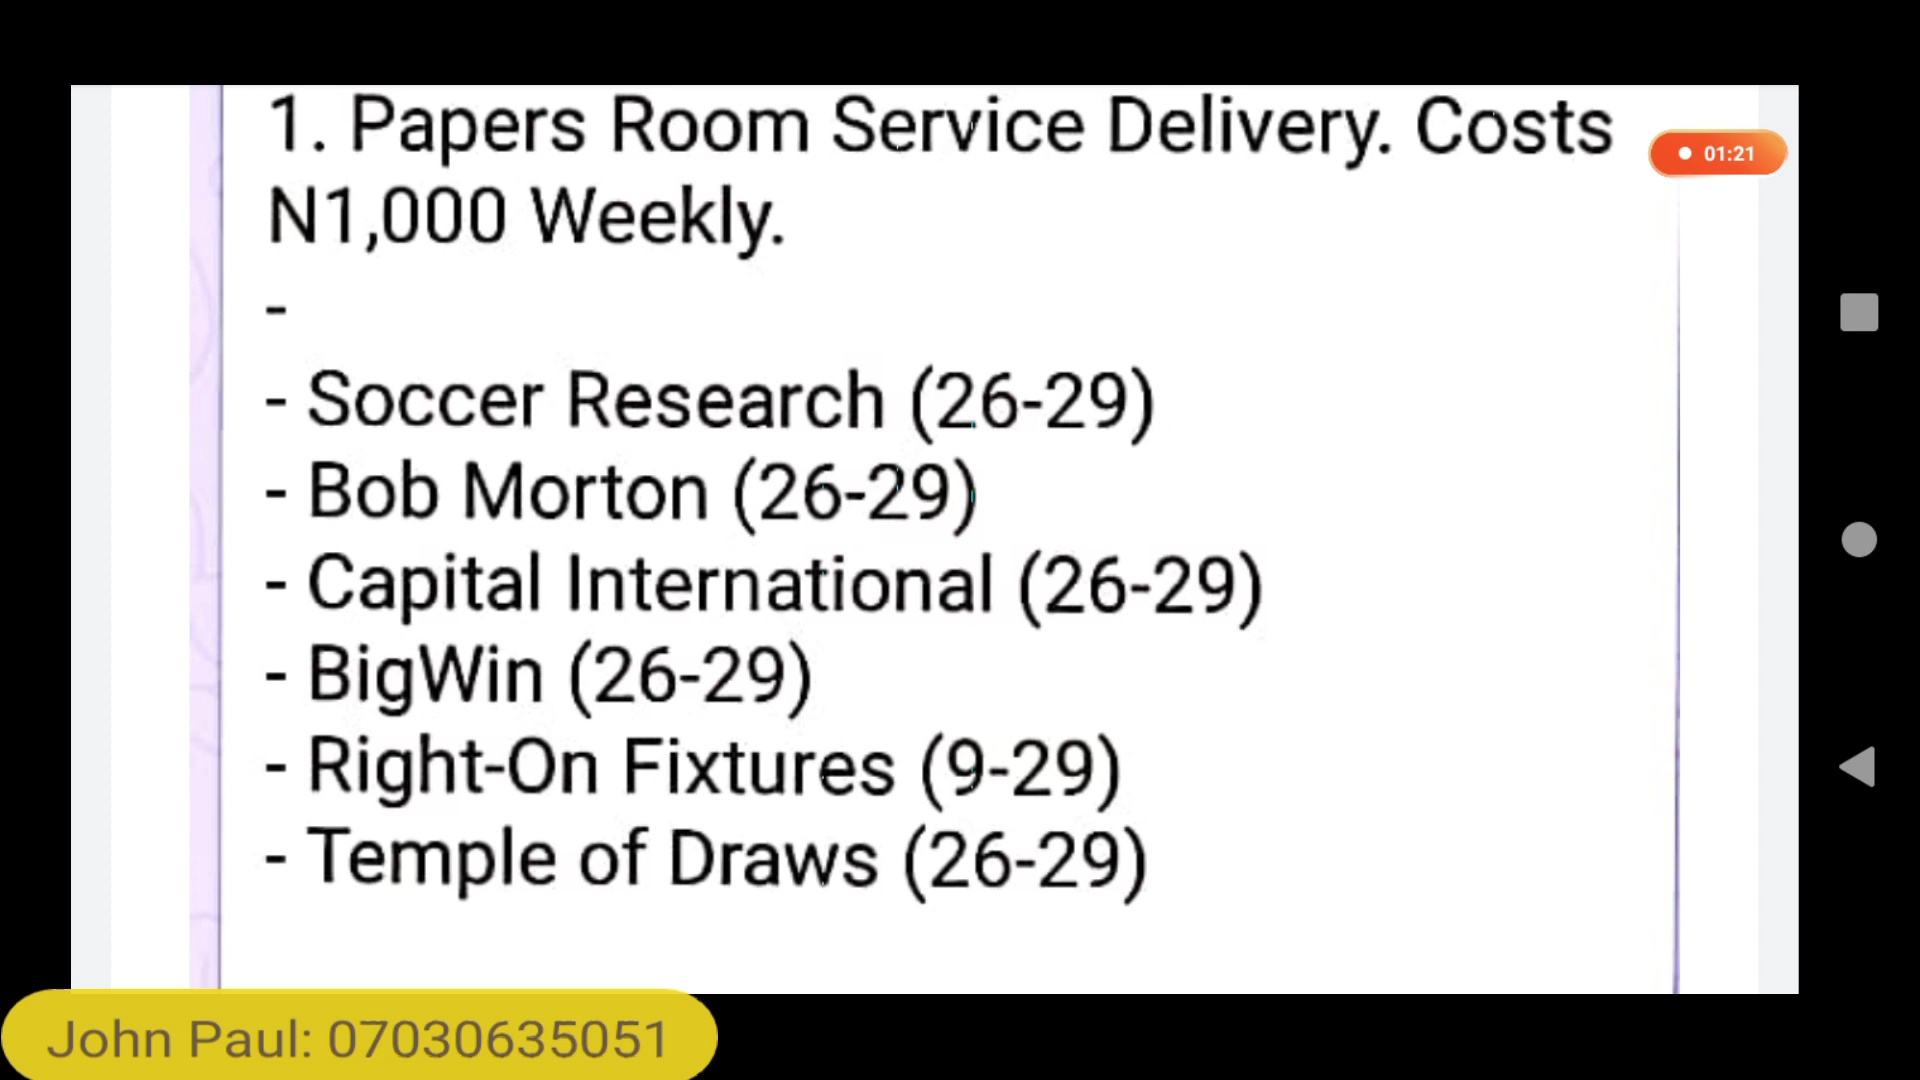 1. Papers Room Service Delivery. Costs
N1,000 Weekly.
-
- Soccer Research (26-29)
- Bob Morton (26-29)
- Capital International (26-29)
- BigWin (26-29)
- Right-On Fixtures (9-29)
- Temple of Draws (26-29)
01:21
John Paul: 07030635051